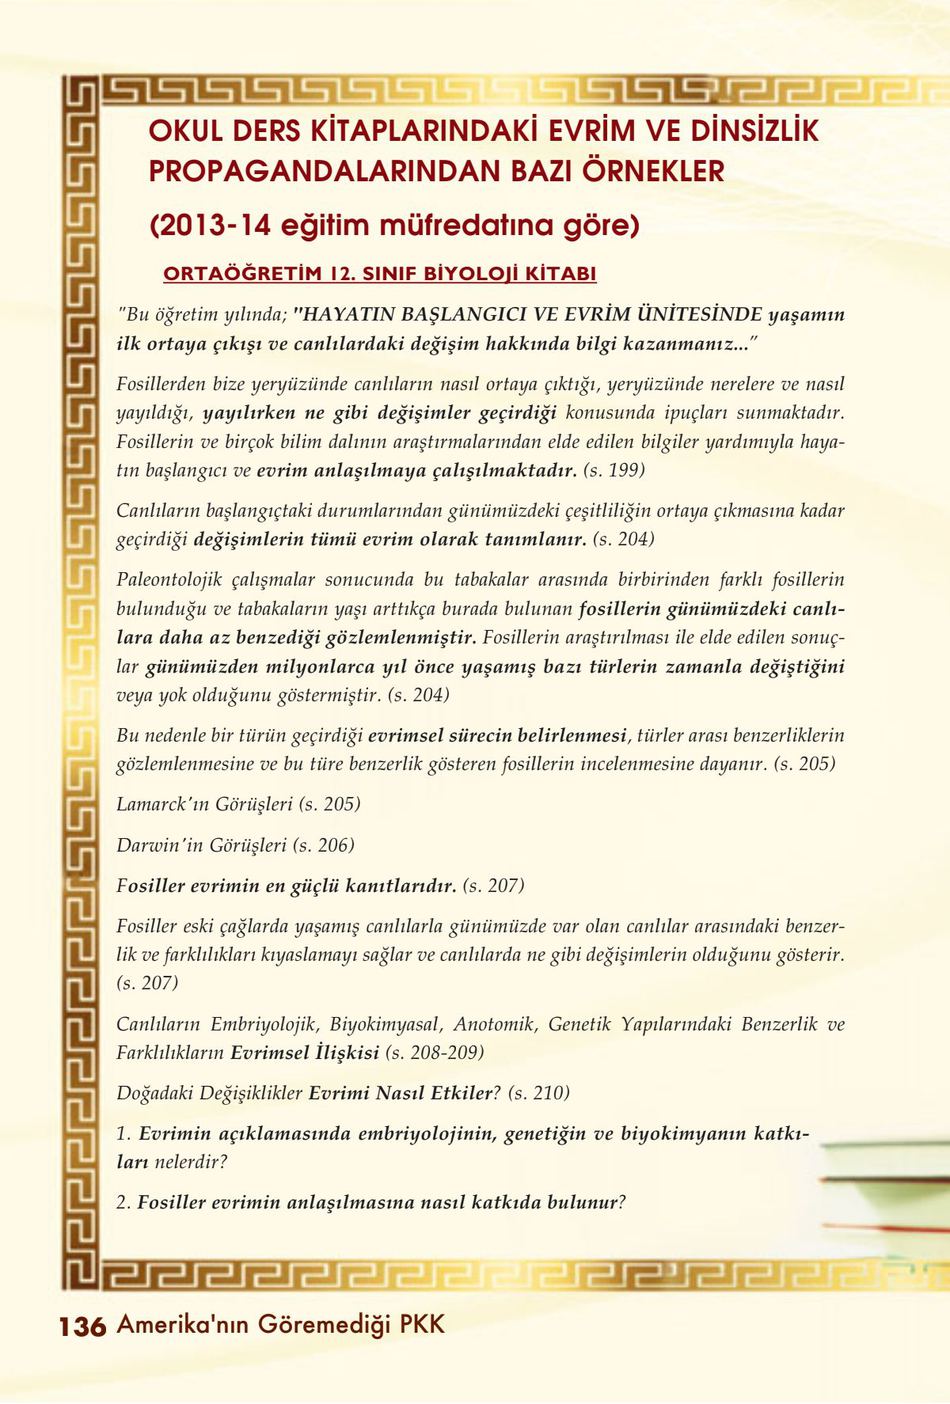 OKUL DERS KİTAPLARINDAKİ EVRİM VE DİNSİZLİK
PROPAGANDALARINDAN BAZI ÖRNEKLER
(2013-14 eğitim müfredatına göre)
ORTAÖĞRETİM 12. SINIF BİYOLOJİ KİTABI
"Bu öğretim yılında; "HAYATIN BAŞLANGICI VE EVRİM ÜNİTESİNDE yaşamın
ilk ortaya çıkışı ve canlılardaki değişim hakkında bilgi kazanmanız..."
Fosillerden bize yeryüzünde canlıların nasıl ortaya çıktığı, yeryüzünde nerelere ve nasıl
yayıldığı, yayılırken ne gibi değişimler geçirdiği konusunda ipuçları sunmaktadır.
Fosillerin ve birçok bilim dalının araştırmalarından elde edilen bilgiler yardımıyla haya-
tın başlangıcı ve evrim anlaşılmaya çalışılmaktadır. (s. 199)
Canlıların başlangıçtaki durumlarından günümüzdeki çeşitliliğin ortaya çıkmasına kadar
geçirdiği değişimlerin tümü evrim olarak tanımlanır. (s. 204)
Paleontolojik çalışmalar sonucunda bu tabakalar arasında birbirinden farklı fosillerin
bulunduğu ve tabakaların yaşı arttıkça burada bulunan fosillerin günümüzdeki canlı-
lara daha az benzediği gözlemlenmiştir. Fosillerin araştırılması ile elde edilen sonuç-
lar günümüzden milyonlarca yıl önce yaşamış bazı türlerin zamanla değiştiğini
veya yok olduğunu göstermiştir. (s. 204)
Bu nedenle bir türün geçirdiği evrimsel sürecin belirlenmesi, türler arası benzerliklerin
gözlemlenmesine ve bu türe benzerlik gösteren fosillerin incelenmesine dayanır. (s. 205)
Lamarck'ın Görüşleri (s. 205)
Darwin'in Görüşleri (s. 206)
Fosiller evrimin en güçlü kanıtlarıdır. (s. 207)
Fosiller eski çağlarda yaşamış canlılarla günümüzde var olan canlılar arasındaki benzer-
lik ve farklılıkları kıyaslamayı sağlar ve canlılarda ne gibi değişimlerin olduğunu gösterir.
(s. 207)
Canlıların Embriyolojik, Biyokimyasal, Anotomik, Genetik Yapılarındaki Benzerlik ve
Farklılıkların Evrimsel İlişkisi (s. 208-209)
Doğadaki Değişiklikler Evrimi Nasıl Etkiler? (s. 210)
1. Evrimin açıklamasında embriyolojinin, genetiğin ve biyokimyanın katkı-
ları nelerdir?
2. Fosiller evrimin anlaşılmasına nasıl katkıda bulunur?
136 Amerika'nın Göremediği PKK